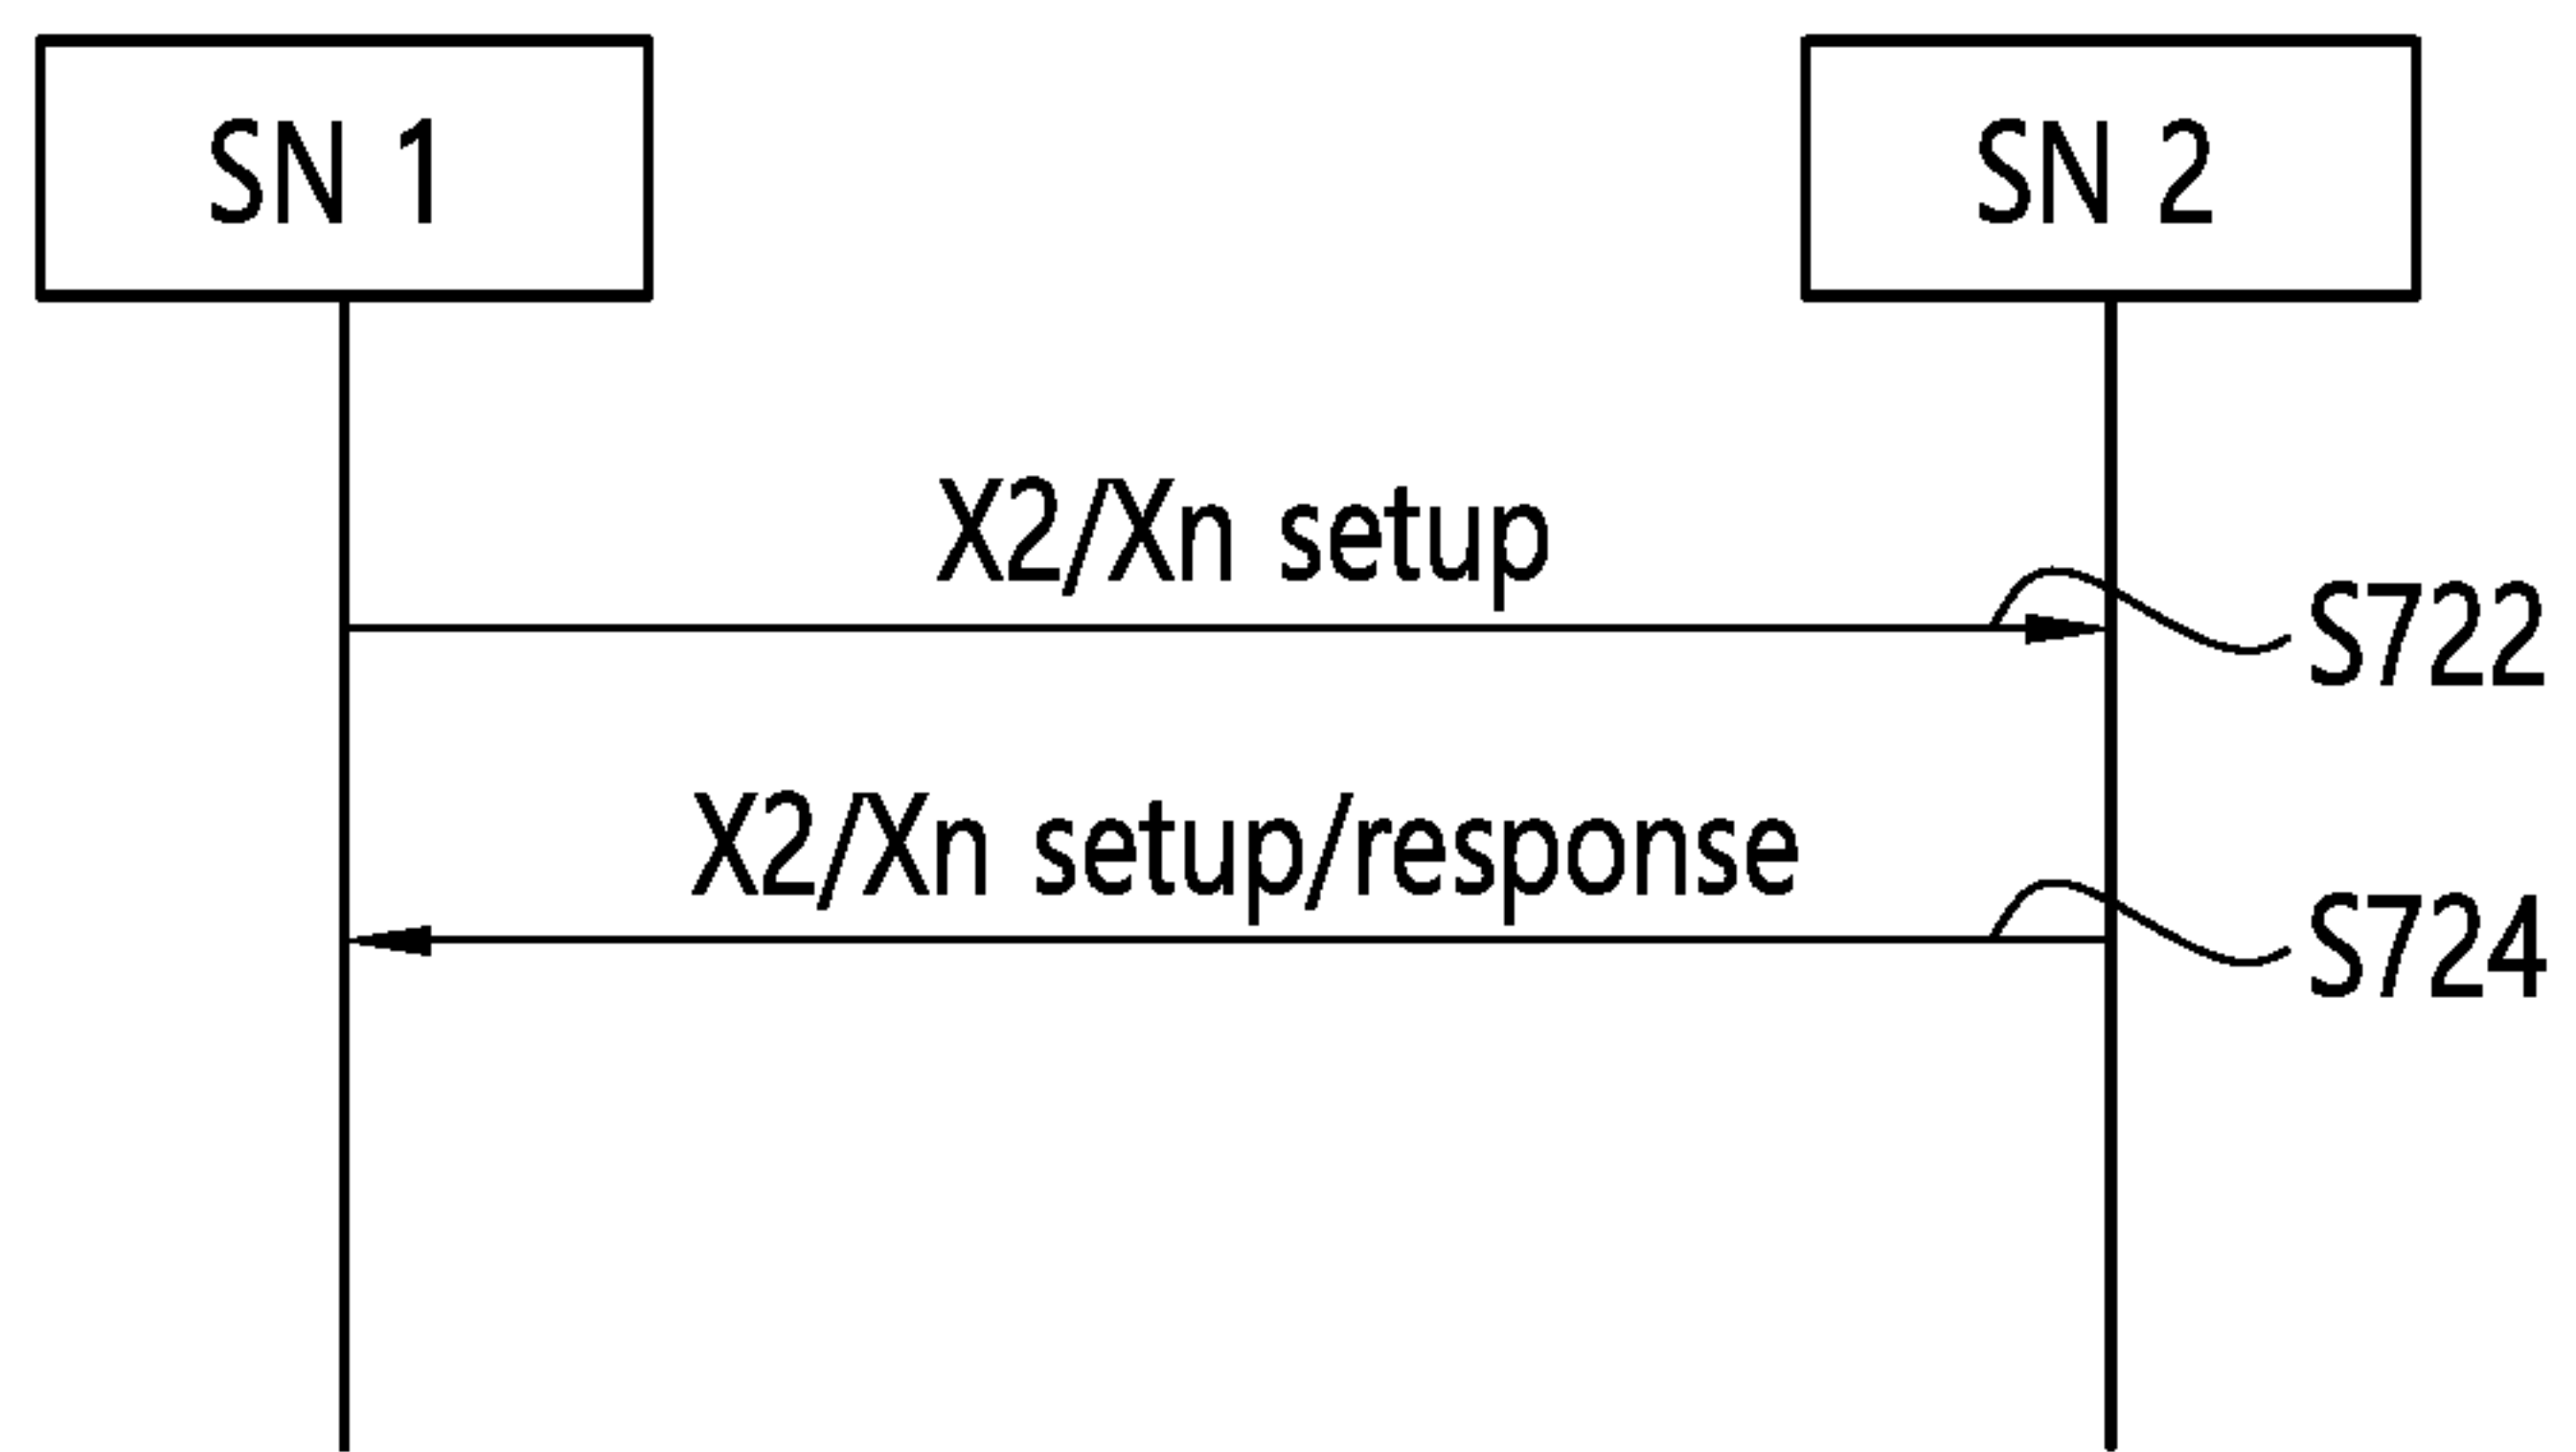 SN 1
SN 2
X2/Xn setup
S722
X2/Xn setup/response
S724